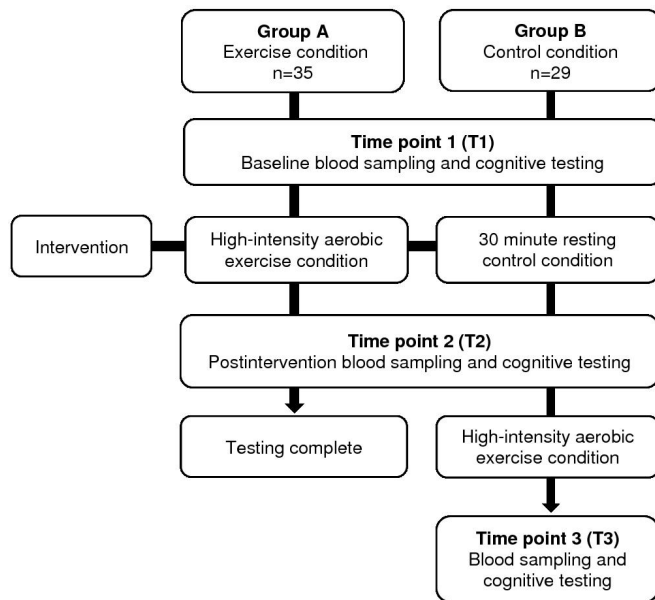 Group A
Exercise condition
n=35
Group B
Control condition
n=29
Time point 1 (T1)
Baseline blood sampling and cognitive testing
Intervention
High-intensity aerobic
exercise condition
30 minute resting
control condition
Time point 2 (T2)
Postintervention blood sampling and cognitive testing
Testing complete
High-intensity aerobic
exercise condition
Time point 3 (T3)
Blood sampling and
cognitive testing